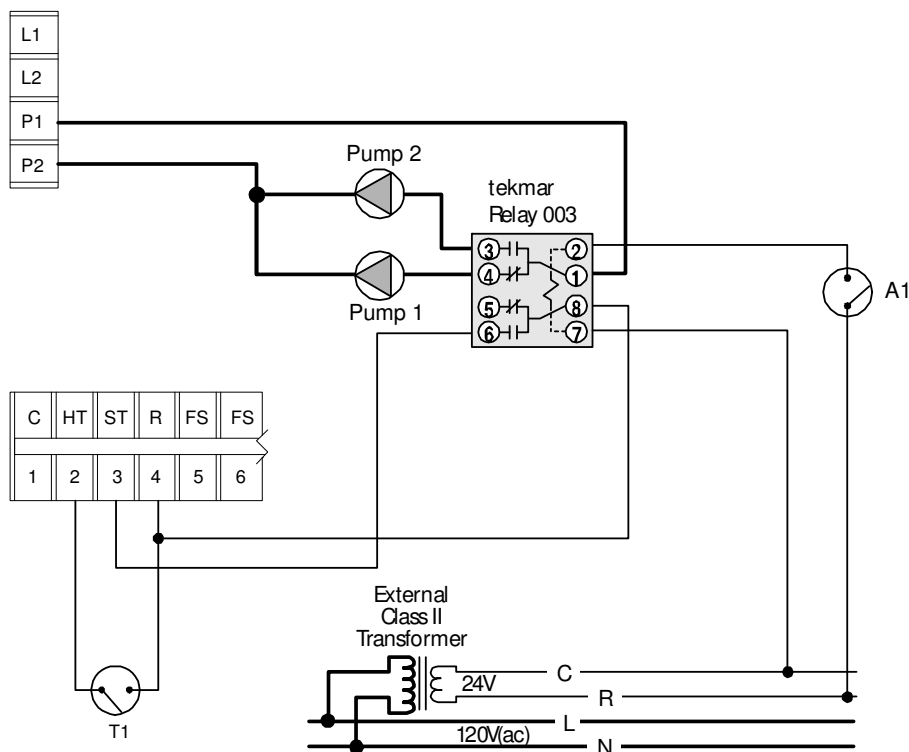 L1
L2
P1
P2
Pump 2
Pump 1
tekmar
Relay 003
3 2
4 1
5 8
6 7
A1
C HT ST R FS FS
1 2 3 4 5 6
T1
External
Class II
Transformer
24V
C
R
L
120V(ac)
N